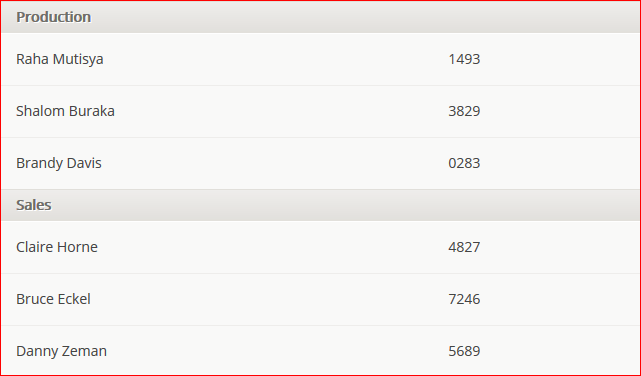 Production
Raha Mutisya 1493
Shalom Buraka 3829
Brandy Davis 0283
Sales
Claire Horne 4827
Bruce Eckel 7246
Danny Zeman 5689